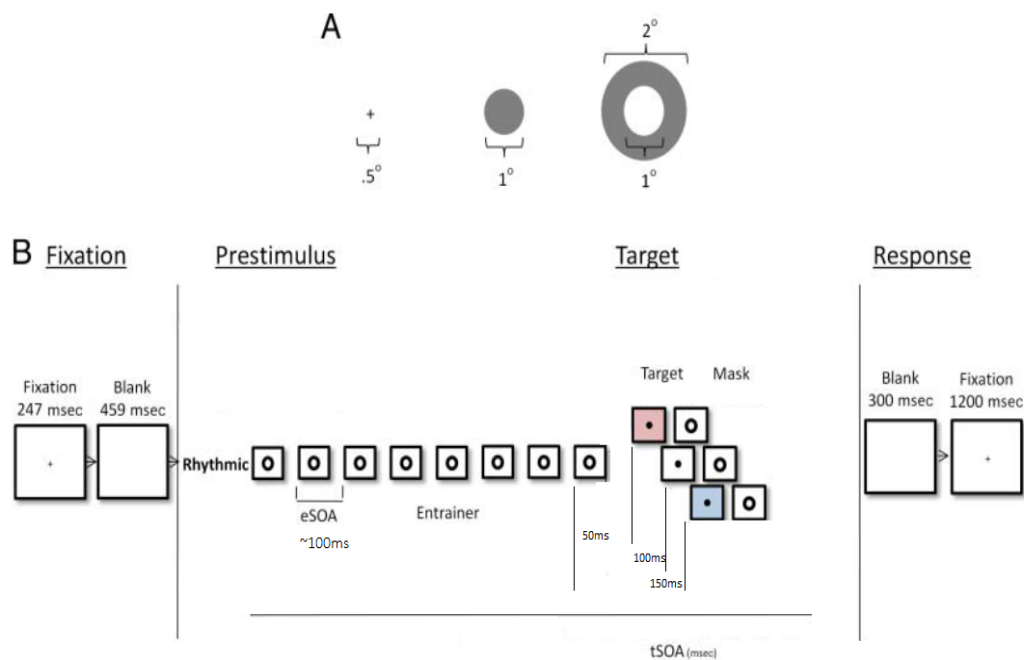 A
2°
.5°
1°
1°
B Fixation Prestimulus Target Response
Target Mask
Fixation
247 msec
Blank
459 msec
Blank
300 msec
Fixation
1200 msec
Rhythmic
eSOA
~100ms
Entrainer
50ms
100ms
150ms
tSOA (msec)